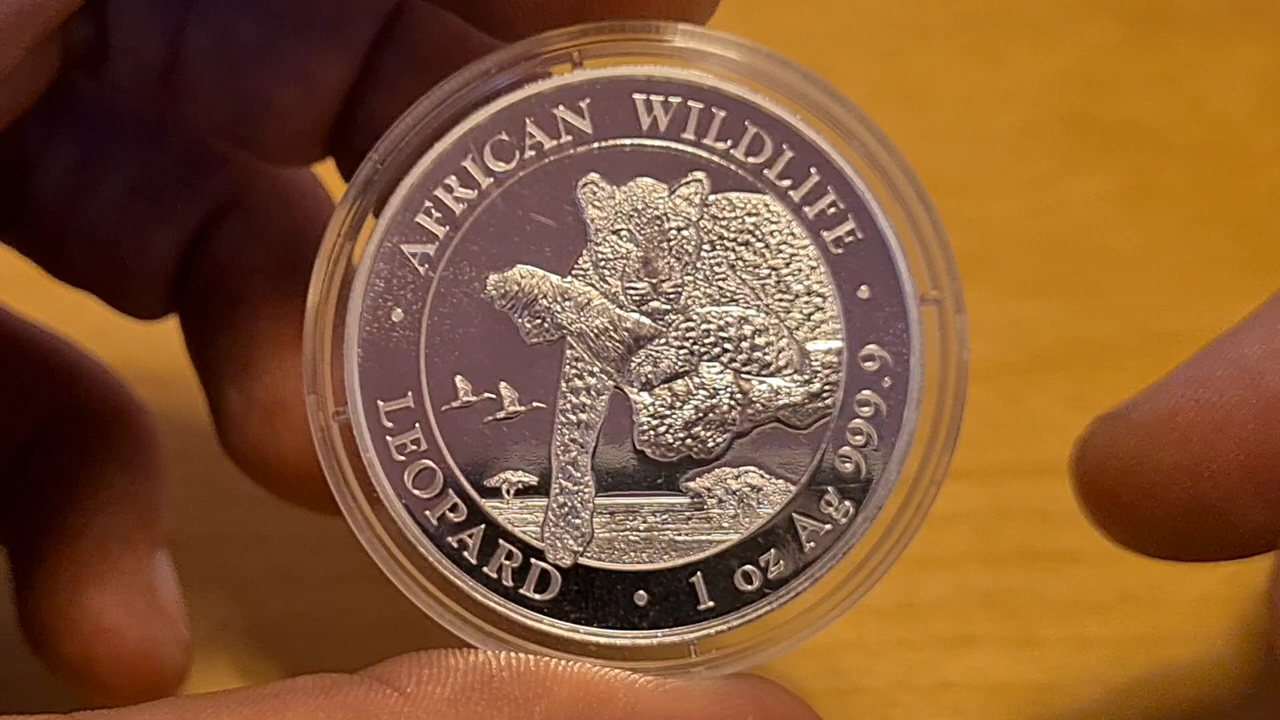 • AFRICAN WILDLIFE •
LEOPARD • 1 oz Ag 999.9